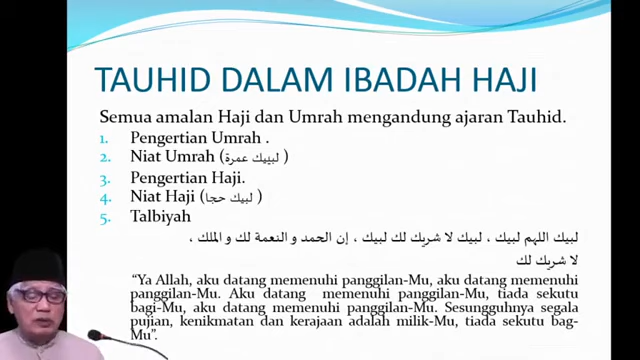 TAUHID DALAM IBADAH HAJI
Semua amalan Haji dan Umrah mengandung ajaran Tauhid.
1. Pengertian Umrah .
2. Niat Umrah (لبيك عمرة )
3. Pengertian Haji.
4. Niat Haji (لبيك حجا )
5. Talbiyah
لبيك اللهم لبيك ، لبيك لا شريك لك لبيك ، إن الحمد و النعمة لك و الملك ،
لا شريك لك
“Ya Allah, aku datang memenuhi panggilan-Mu, aku datang memenuhi
panggilan-Mu. Aku datang memenuhi panggilan-Mu, tiada sekutu
bagi-Mu, aku datang memenuhi panggilan-Mu. Sesungguhnya segala
pujian, kenikmatan dan kerajaan adalah milik-Mu, tiada sekutu bag-
Mu”.